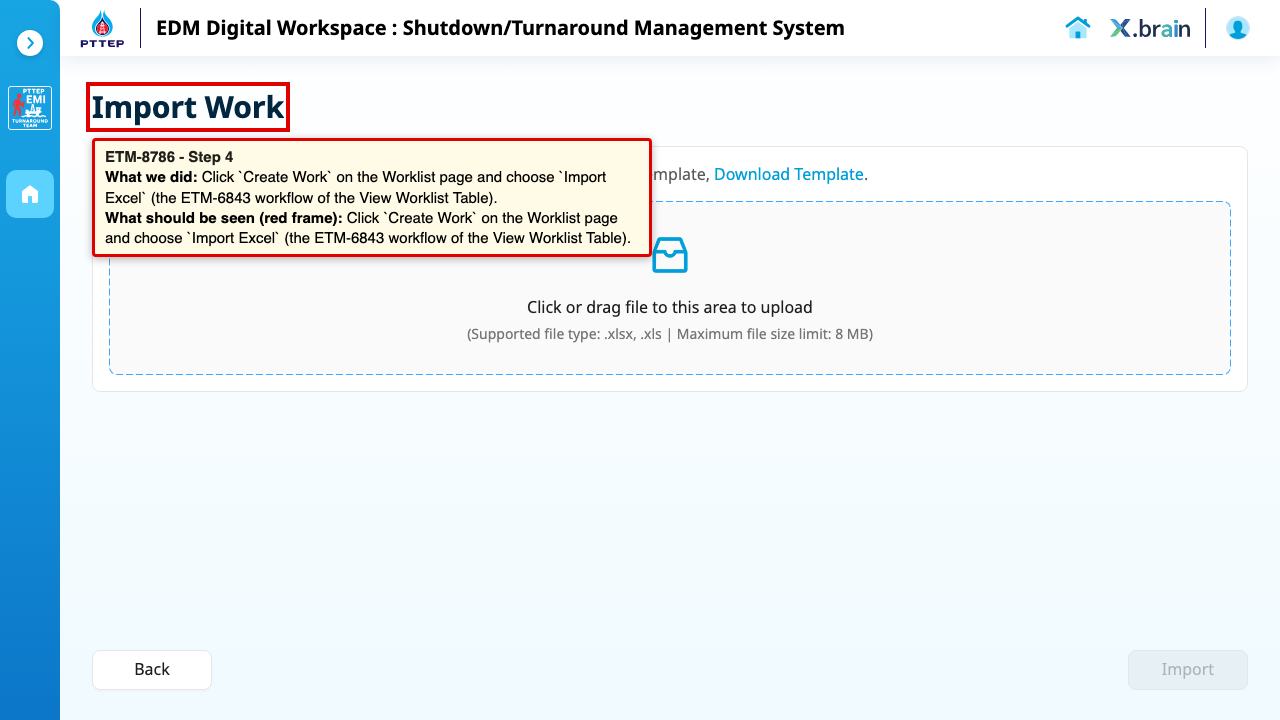 PTTEP
EDM Digital Workspace : Shutdown/Turnaround Management System
X.brain
PTTEP
EMI
TURNAROUND
TEAM
Import Work
ETM-8786 - Step 4
What we did: Click `Create Work` on the Worklist page and choose `Import
Excel` (the ETM-6843 workflow of the View Worklist Table).
What should be seen (red frame): Click `Create Work` on the Worklist page
and choose `Import Excel` (the ETM-6843 workflow of the View Worklist Table).
mplate, Download Template.
Click or drag file to this area to upload
(Supported file type: .xlsx, .xls | Maximum file size limit: 8 MB)
Back
Import